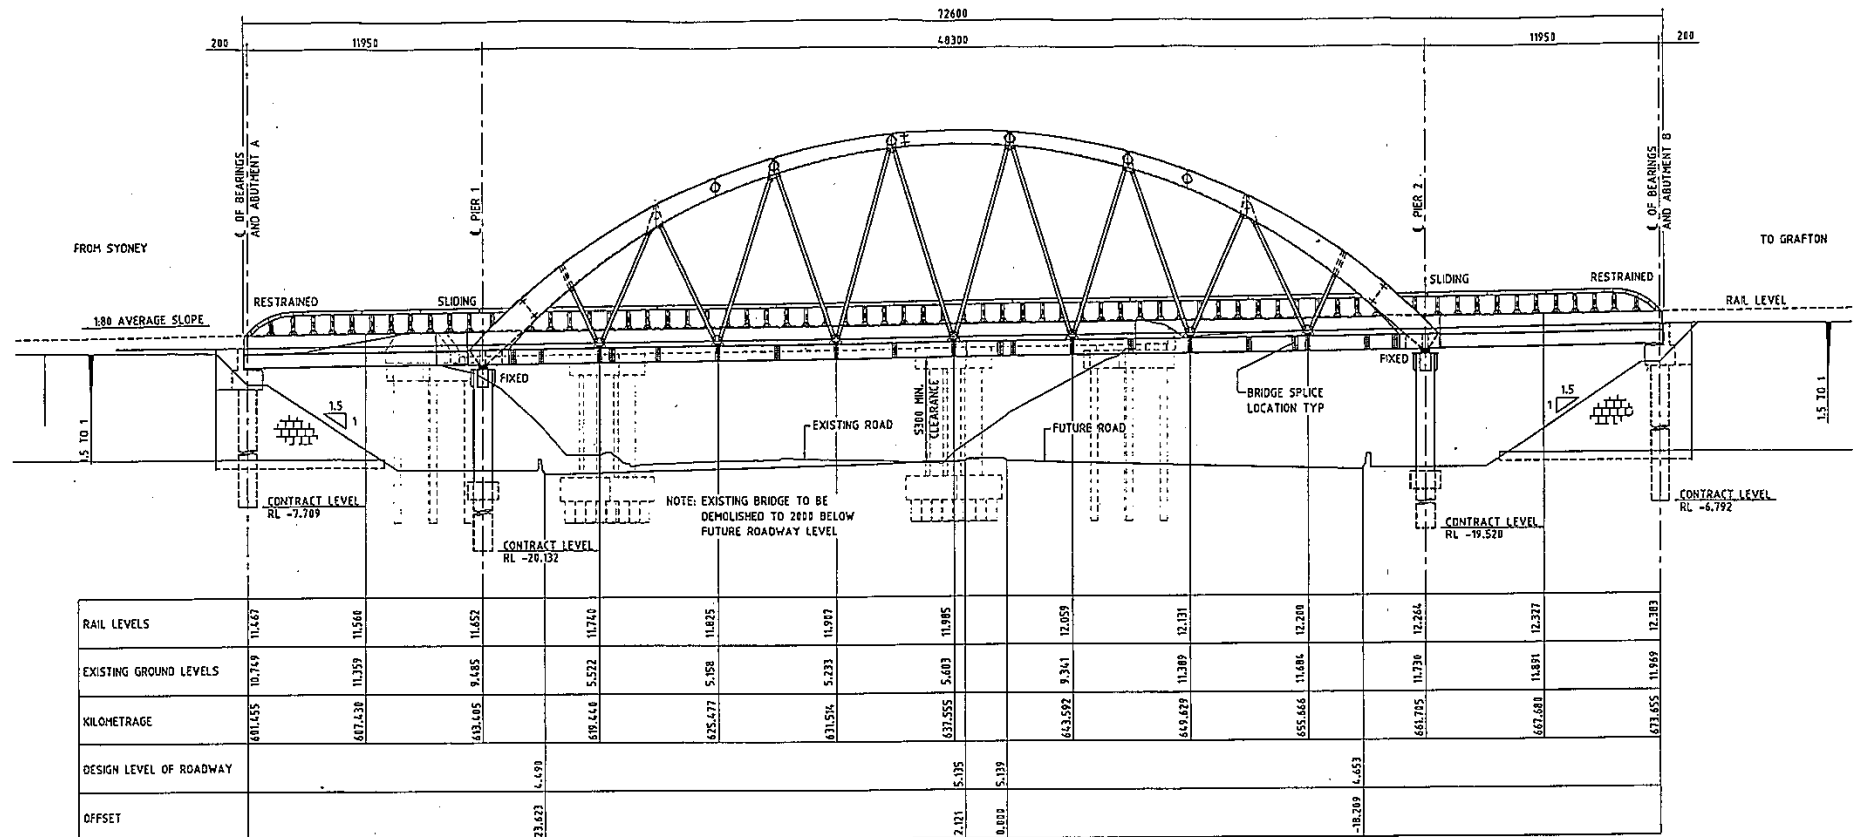 72600
200 11950 48300 11950 200
℄ OF BEARINGS
AND ABUTMENT A
℄ PIER 1
℄ PIER 2
℄ OF BEARINGS
AND ABUTMENT B
FROM SYDNEY
TO GRAFTON
RESTRAINED
SLIDING
SLIDING
RESTRAINED
1:80 AVERAGE SLOPE
RAIL LEVEL
FIXED
FIXED
1.5 TO 1
1.5
1
5300 MIN.
CLEARANCE
EXISTING ROAD
FUTURE ROAD
BRIDGE SPLICE
LOCATION TYP
1.5
1
1.5 TO 1
CONTRACT LEVEL
RL -7.709
CONTRACT LEVEL
RL -20.132
NOTE: EXISTING BRIDGE TO BE
DEMOLISHED TO 2000 BELOW
FUTURE ROADWAY LEVEL
CONTRACT LEVEL
RL -19.520
CONTRACT LEVEL
RL -6.792
RAIL LEVELS 11.467 11.560 11.652 11.740 11.825 11.907 11.985 12.059 12.131 12.200 12.264 12.327 12.383
EXISTING GROUND LEVELS 10.749 11.359 9.485 5.522 5.158 5.233 5.603 9.341 11.389 11.684 11.730 11.891 11.969
KILOMETRAGE 601.455 607.430 613.405 619.440 625.477 631.514 637.555 643.592 649.629 655.666 661.705 667.680 673.655
DESIGN LEVEL OF ROADWAY 4.490 5.135 5.139 4.653
OFFSET 23.623 2.121 0.000 -18.209